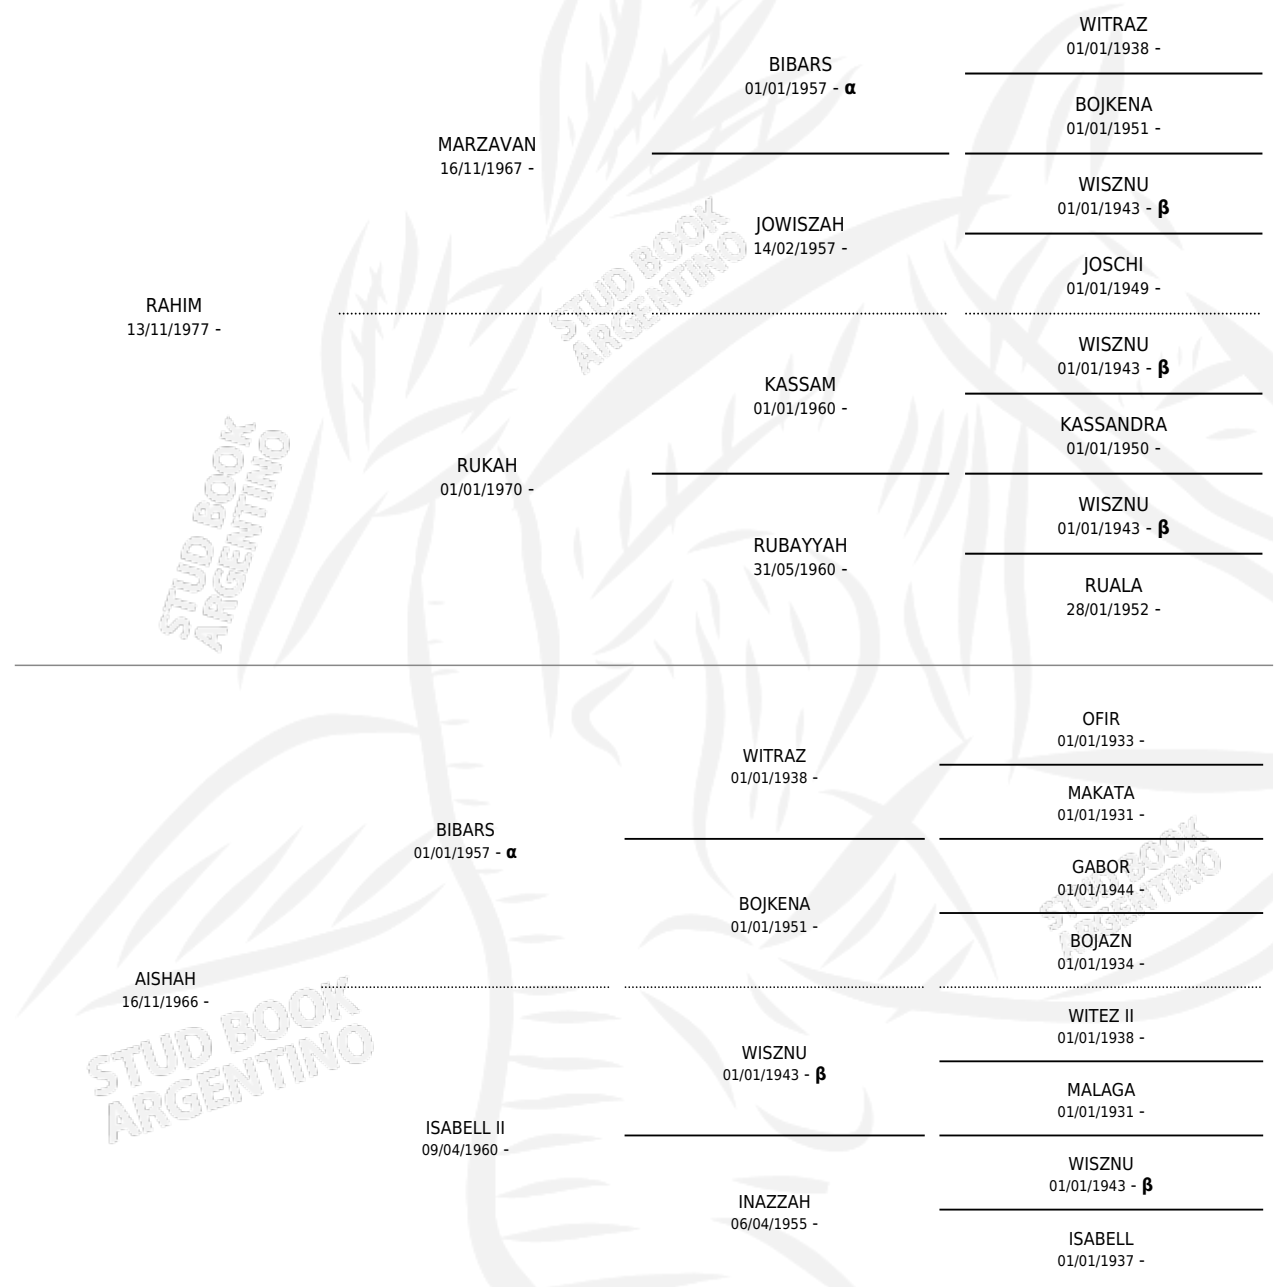 WITRAZ
01/01/1938 -
BIBARS
01/01/1957 - α
BOJKENA
01/01/1951 -
MARZAVAN
16/11/1967 -
WISZNU
01/01/1943 - β
JOWISZAH
14/02/1957 -
JOSCHI
01/01/1949 -
RAHIM
13/11/1977 -
WISZNU
01/01/1943 - β
KASSAM
01/01/1960 -
KASSANDRA
01/01/1950 -
RUKAH
01/01/1970 -
WISZNU
01/01/1943 - β
RUBAYYAH
31/05/1960 -
RUALA
28/01/1952 -
STUD BOOK
ARGENTINO
STUD BOOK
ARGENTINO
OFIR
01/01/1933 -
WITRAZ
01/01/1938 -
MAKATA
01/01/1931 -
BIBARS
01/01/1957 - α
GABOR
01/01/1944 -
BOJKENA
01/01/1951 -
BOJAZN
01/01/1934 -
AISHAH
16/11/1966 -
WITEZ II
01/01/1938 -
WISZNU
01/01/1943 - β
MALAGA
01/01/1931 -
ISABELL II
09/04/1960 -
WISZNU
01/01/1943 - β
INAZZAH
06/04/1955 -
ISABELL
01/01/1937 -
STUD BOOK
ARGENTINO
STUD BOOK
ARGENTINO